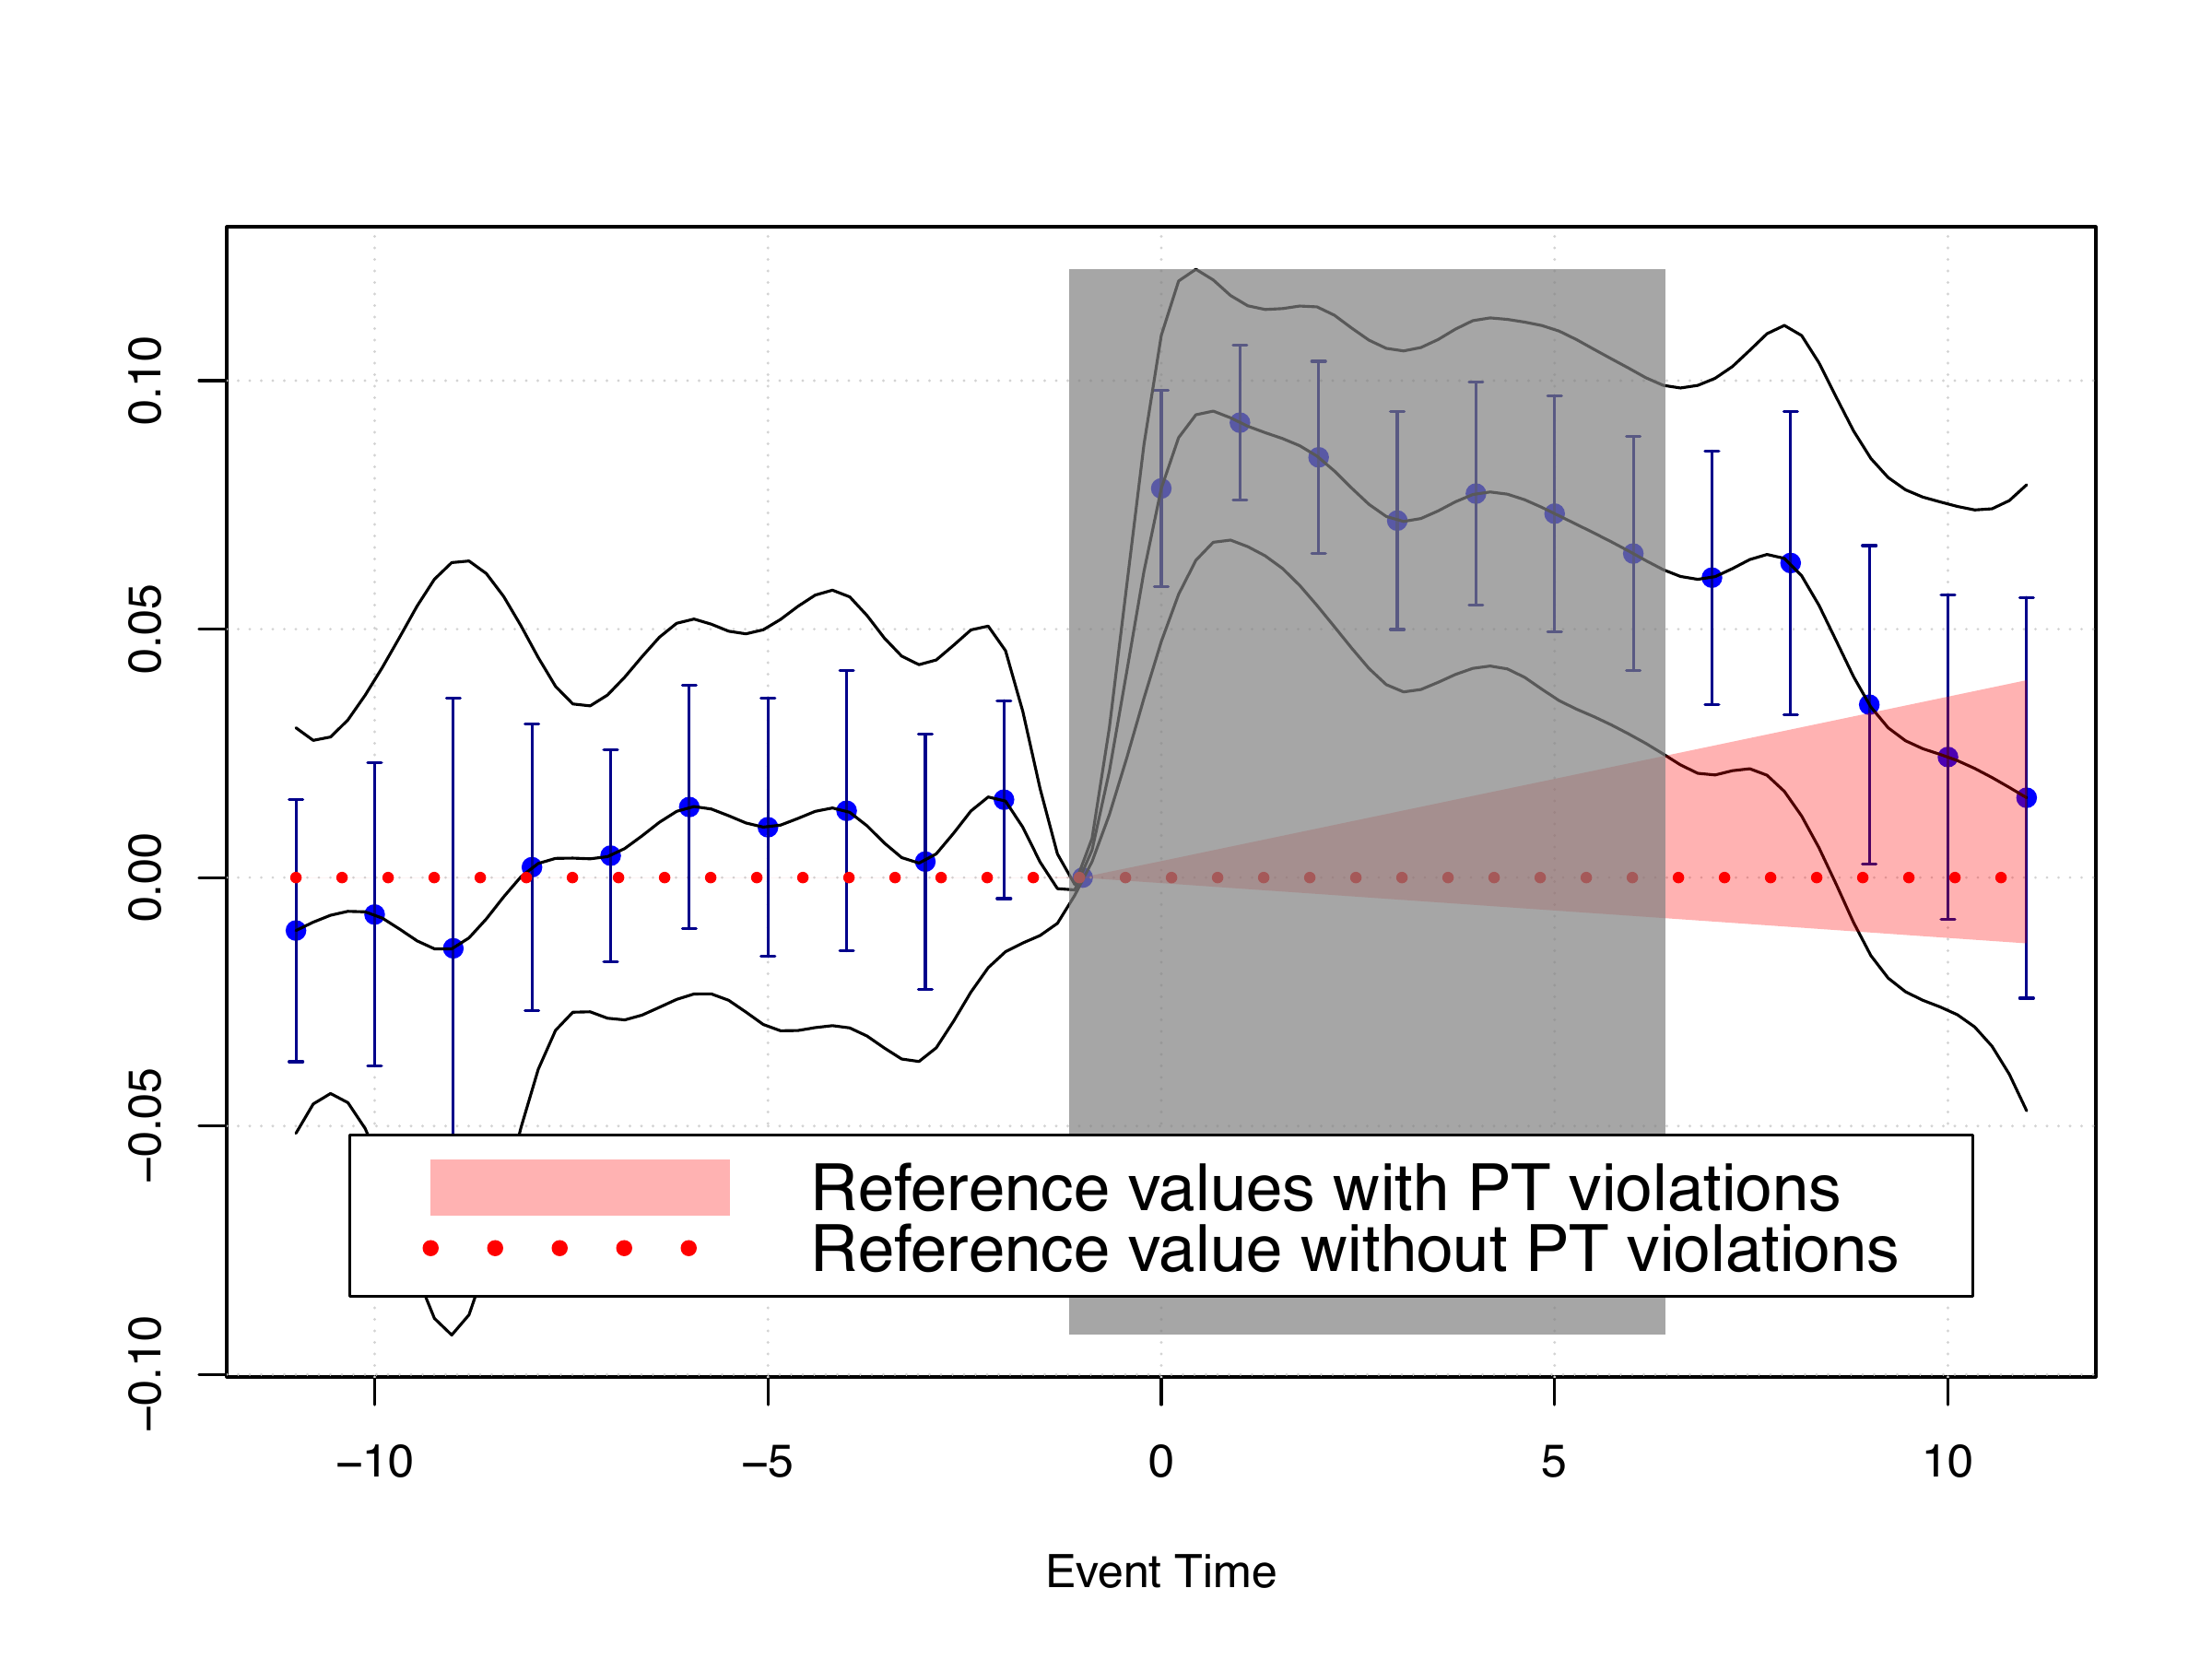 0.10
0.05
0.00
−0.05
−0.10
Reference values with PT violations
Reference value without PT violations
−10 −5 0 5 10
Event Time